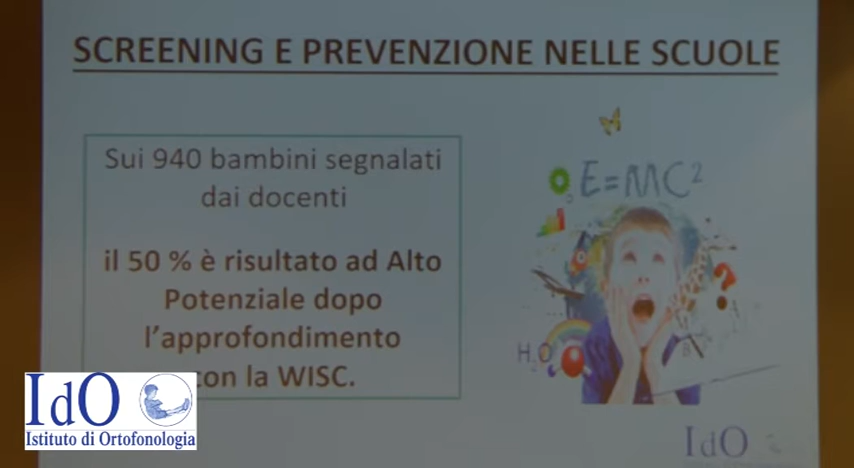 SCREENING E PREVENZIONE NELLE SCUOLE
Sui 940 bambini segnalati
dai docenti
il 50 % è risultato ad Alto
Potenziale dopo
l'approfondimento
con la WISC.
E=MC²
?
H₂O
IdO
Istituto di Ortofonologia
IdO